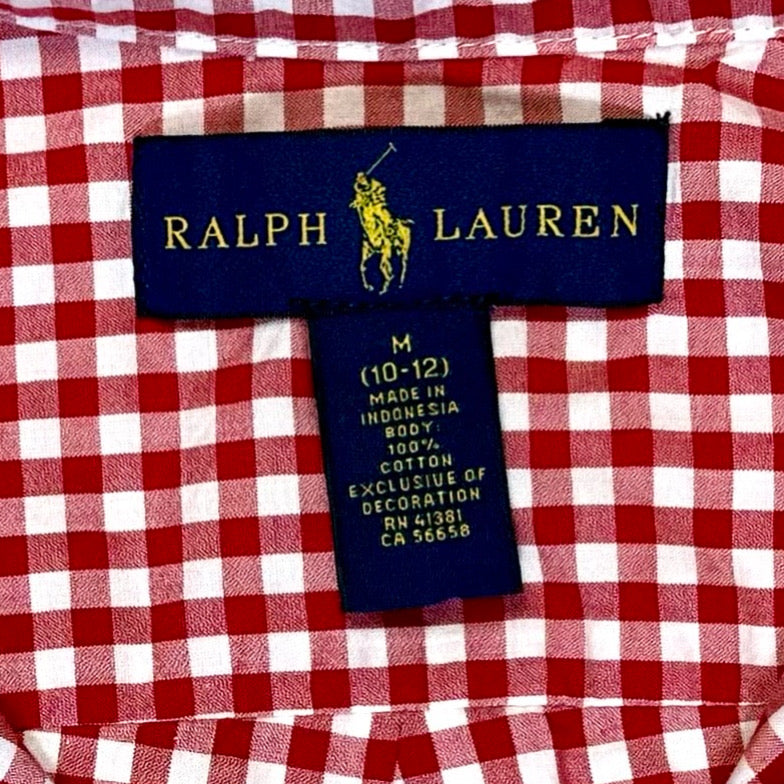 RALPH LAUREN
M
(10-12)
MADE IN
INDONESIA
BODY:
100%
COTTON
EXCLUSIVE OF
DECORATION
RN 41381
CA 56658